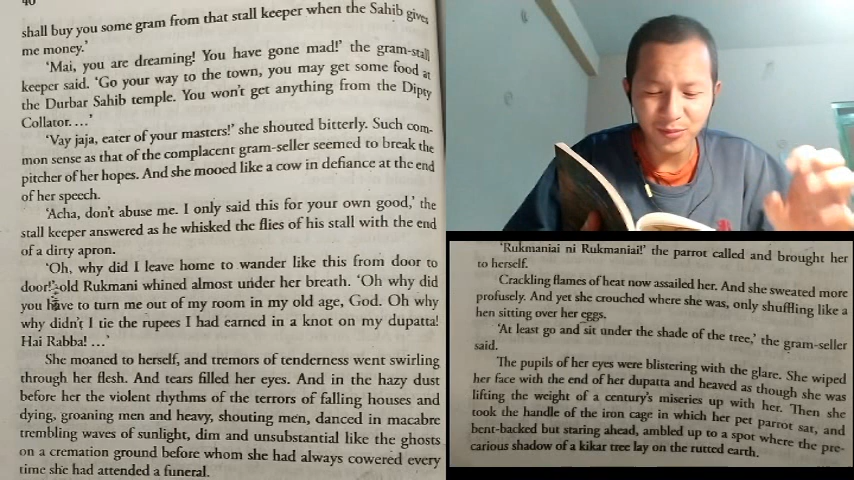 40
shall buy you some gram from that stall keeper when the Sahib gives
me money.'
'Mai, you are dreaming! You have gone mad!' the gram-stall
keeper said. 'Go your way to the town, you may get some food at
the Durbar Sahib temple. You won't get anything from the Dipty
Collator. …'
'Vay jaja, eater of your masters!' she shouted bitterly. Such com-
mon sense as that of the complacent gram-seller seemed to break the
pitcher of her hopes. And she mooed like a cow in defiance at the end
of her speech.
'Acha, don't abuse me. I only said this for your own good,' the
stall keeper answered as he whisked the flies of his stall with the end
of a dirty apron.
'Oh, why did I leave home to wander like this from door to
door!' old Rukmani whined almost under her breath. 'Oh why did
you have to turn me out of my room in my old age, God. Oh why
why didn't I tie the rupees I had earned in a knot on my dupatta!
Hai Rabba! …'
She moaned to herself, and tremors of tenderness went swirling
through her flesh. And tears filled her eyes. And in the hazy dust
before her the violent rhythms of the terrors of falling houses and
dying, groaning men and heavy, shouting men, danced in macabre
trembling waves of sunlight, dim and unsubstantial like the ghosts
on a cremation ground before whom she had always cowered every
time she had attended a funeral.
'Rukmaniai ni Rukmaniai!' the parrot called and brought her
to herself.
Crackling flames of heat now assailed her. And she sweated more
profusely. And yet she crouched where she was, only shuffling like a
hen sitting over her eggs.
'At least go and sit under the shade of the tree,' the gram-seller
said.
The pupils of her eyes were blistering with the glare. She wiped
her face with the end of her dupatta and heaved as though she was
lifting the weight of a century's miseries up with her. Then she
took the handle of the iron cage in which her pet parrot sat, and
bent-backed but staring ahead, ambled up to a spot where the pre-
carious shadow of a kikar tree lay on the rutted earth.